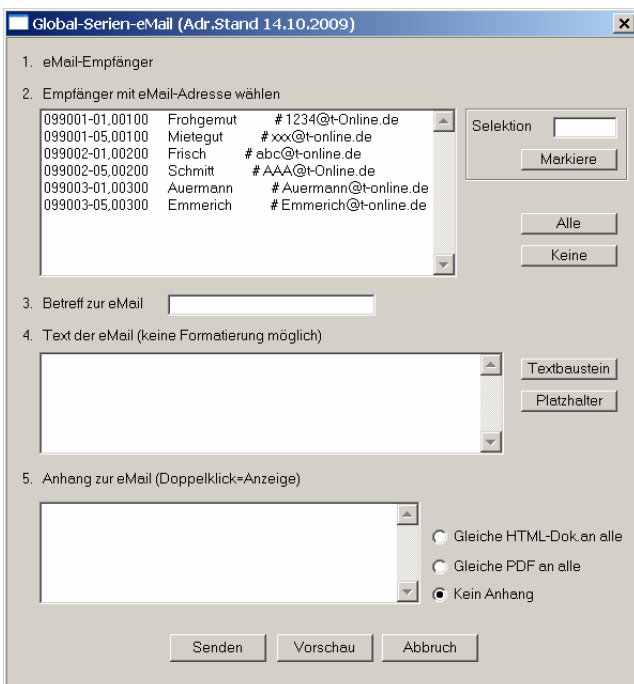 Global-Serien-eMail (Adr.Stand 14.10.2009)
1. eMail-Empfänger
2. Empfänger mit eMail-Adresse wählen
099001-01,00100 Frohgemut #1234@t-Online.de
099001-05,00100 Mietegut #xxx@t-online.de
099002-01,00200 Frisch #abc@t-online.de
099002-05,00200 Schmitt #AAA@t-Online.de
099003-01,00300 Auermann #Auermann@t-online.de
099003-05,00300 Emmerich #Emmerich@t-online.de
Selektion
Markiere
Alle
Keine
3. Betreff zur eMail
4. Text der eMail (keine Formatierung möglich)
Textbaustein
Platzhalter
5. Anhang zur eMail (Doppelklick=Anzeige)
Gleiche HTML-Dok.an alle
Gleiche PDF an alle
Kein Anhang
Senden Vorschau Abbruch